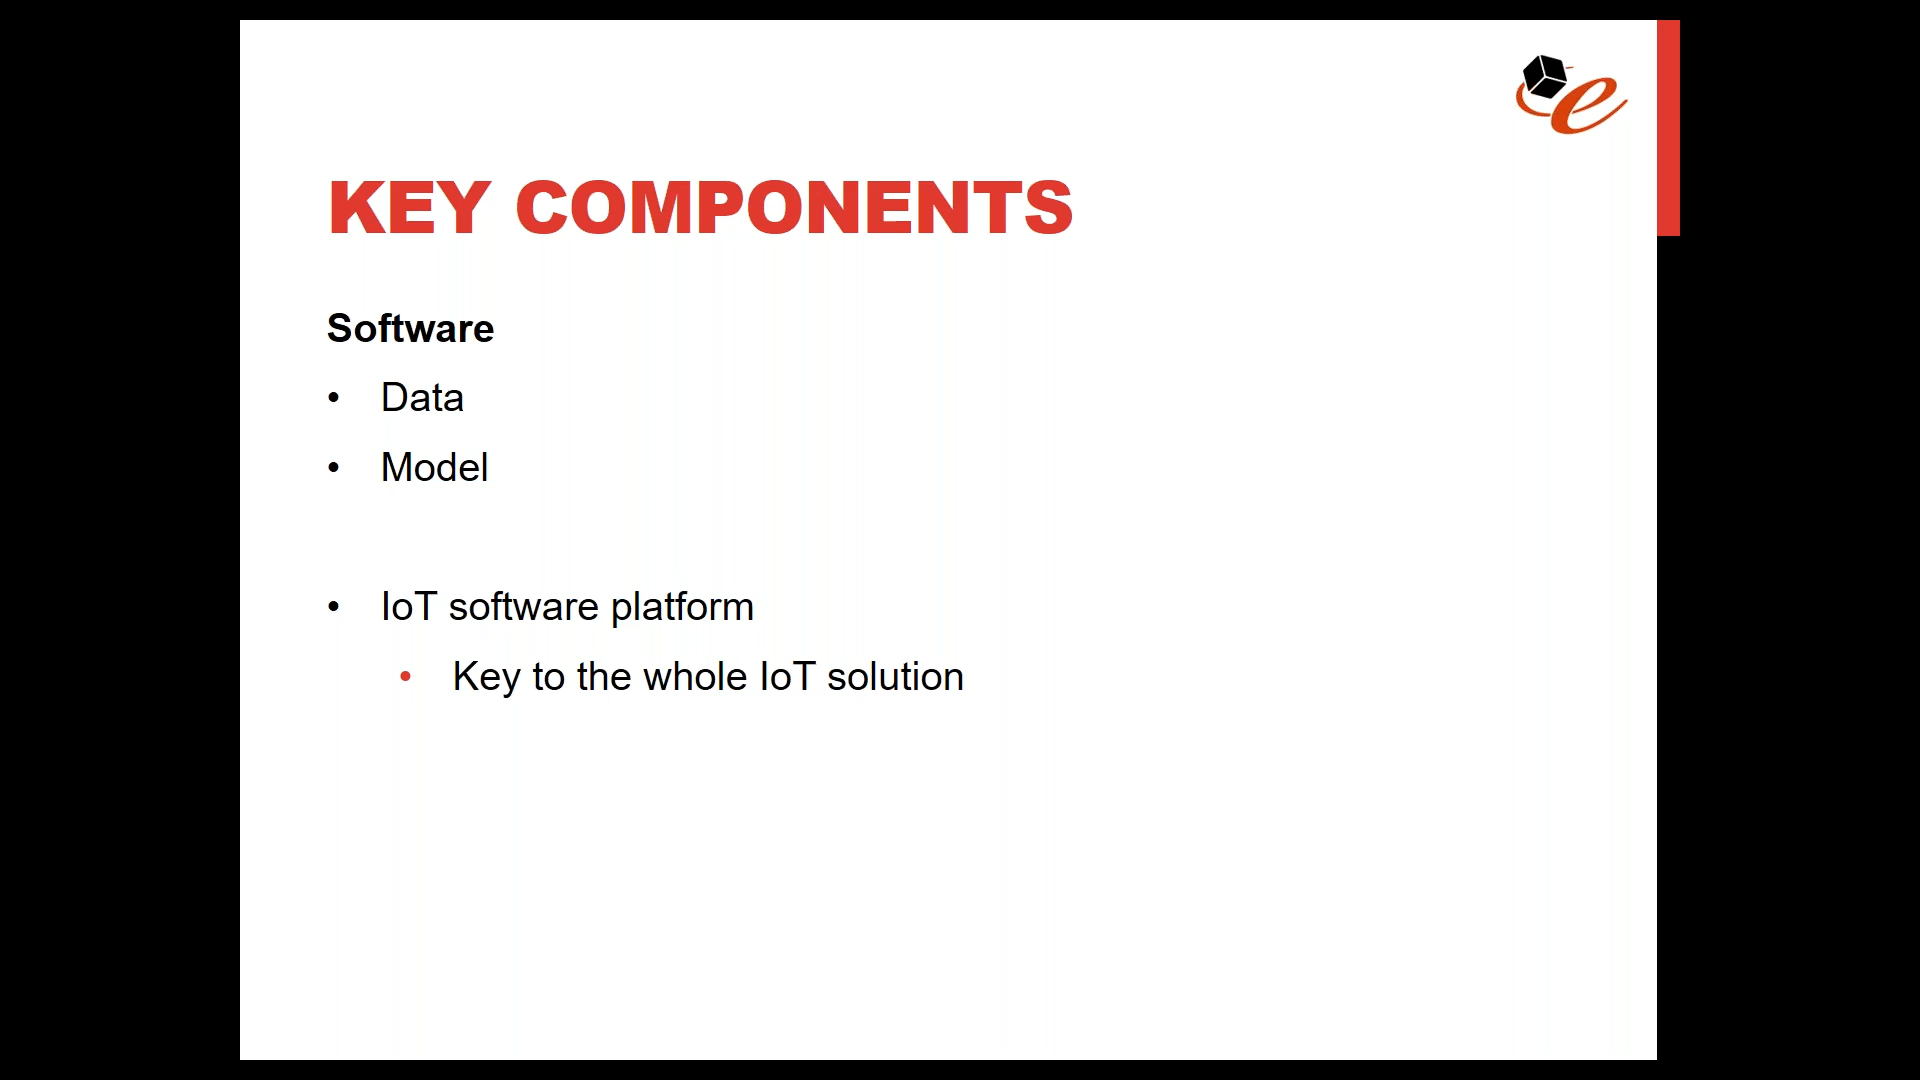 KEY COMPONENTS
Software
• Data
• Model
• IoT software platform
• Key to the whole IoT solution
e